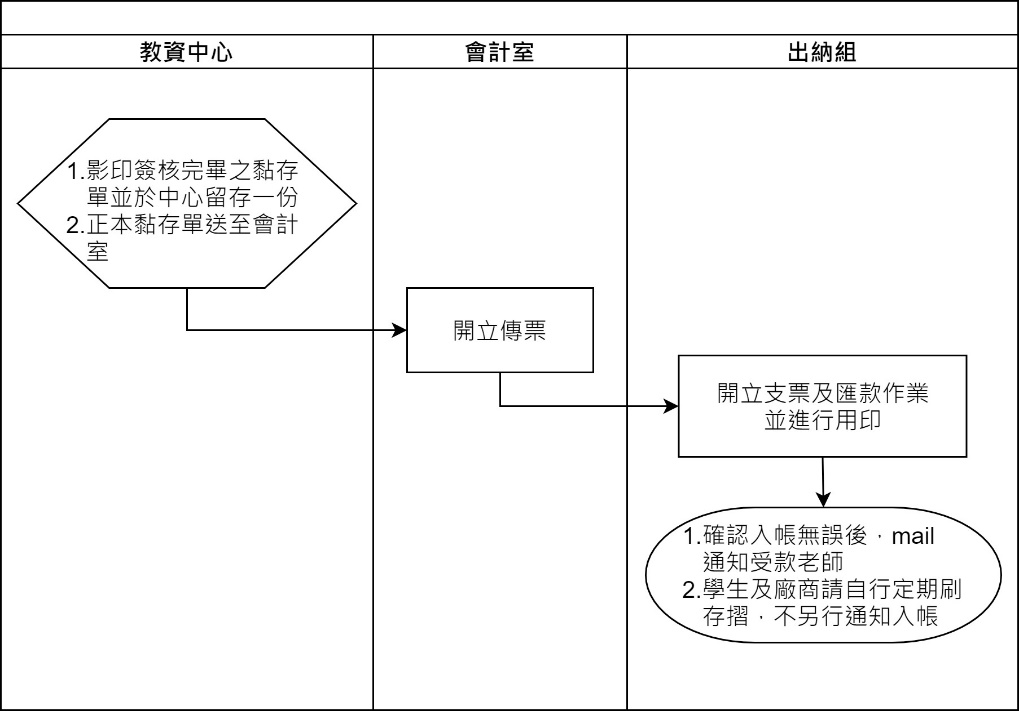 教資中心
會計室
出納組
1.影印簽核完畢之黏存
單並於中心留存一份
2.正本黏存單送至會計
室
開立傳票
開立支票及匯款作業
並進行用印
1.確認入帳無誤後，mail
通知受款老師
2.學生及廠商請自行定期刷
存摺，不另行通知入帳